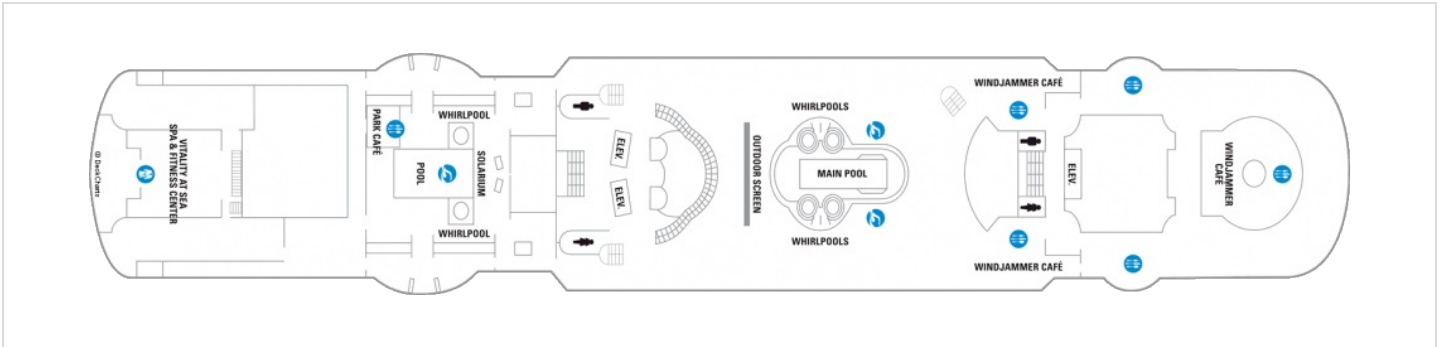 © DeckChartz
VITALITY AT SEA
SPA & FITNESS CENTER
PARK CAFÉ
WHIRLPOOL
POOL
SOLARIUM
WHIRLPOOL
ELEV.
ELEV.
OUTDOOR SCREEN
WHIRLPOOLS
MAIN POOL
WHIRLPOOLS
WINDJAMMER CAFÉ
ELEV.
WINDJAMMER CAFÉ
WINDJAMMER
CAFÉ